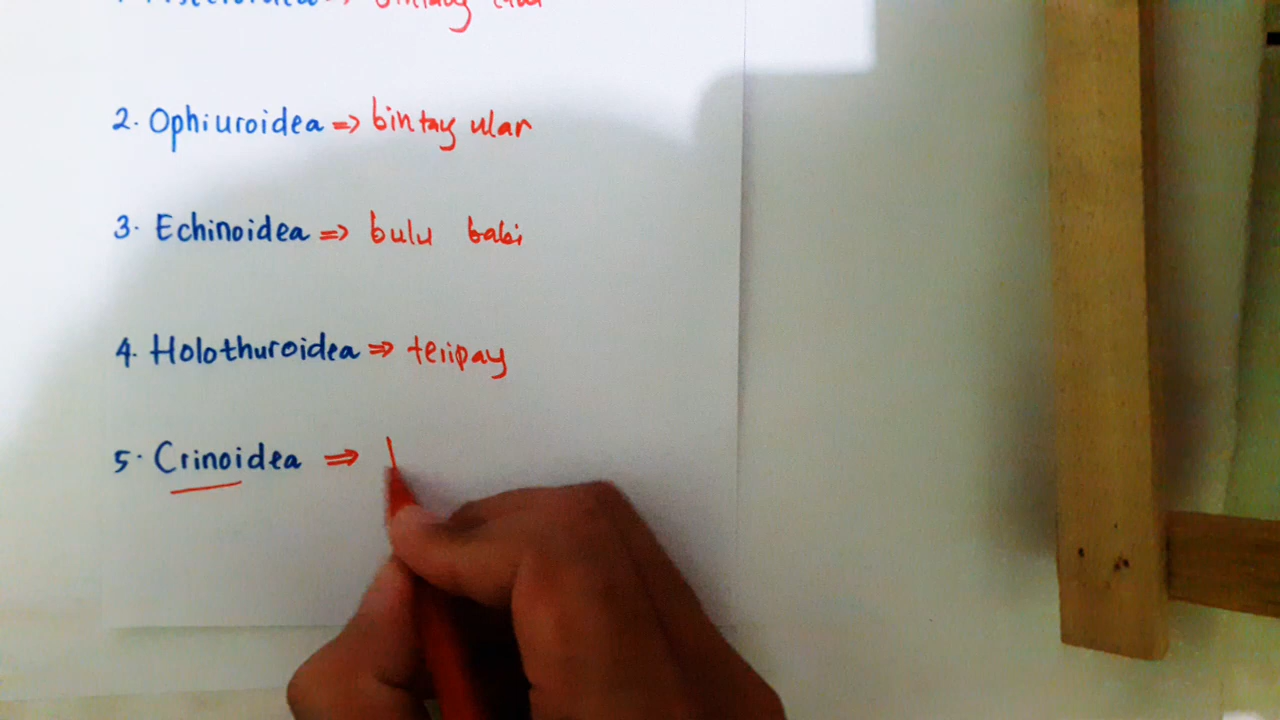 2. Ophiuroidea => bintang ular
3. Echinoidea => bulu babi
4. Holothuroidea => teripang
5. Crinoidea =>